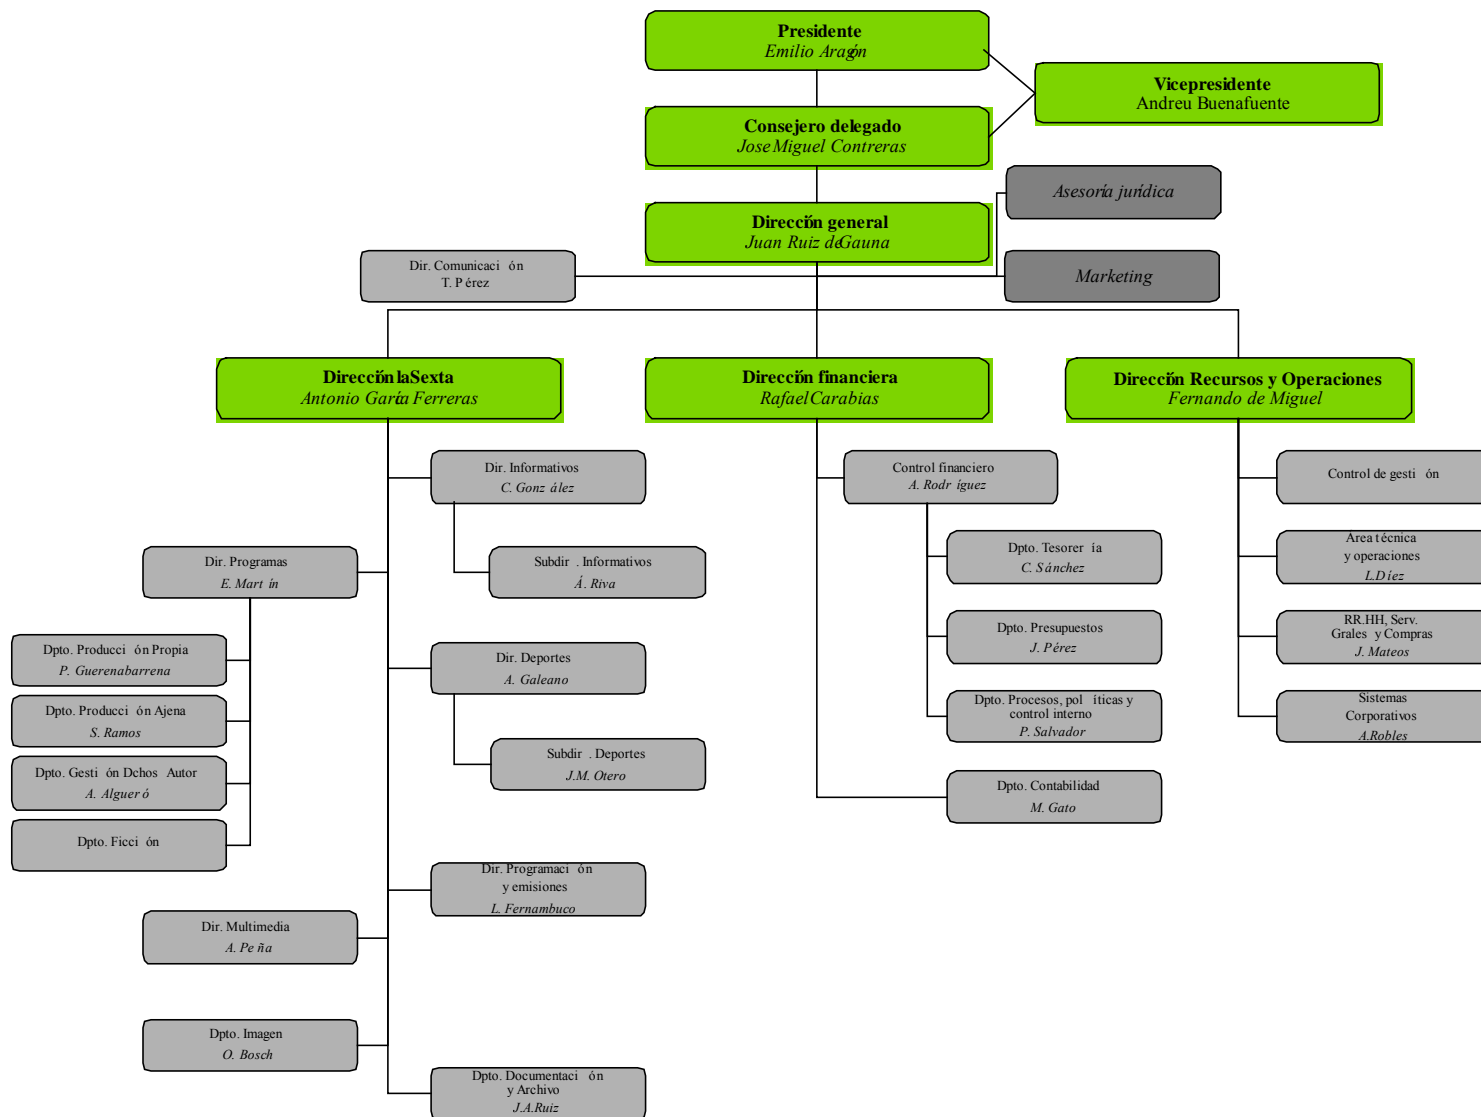 Presidente
Emilio Aragón
Vicepresidente
Andreu Buenafuente
Consejero delegado
Jose Miguel Contreras
Asesoría jurídica
Dirección general
Juan Ruiz de Gauna
Dir. Comunicación
T. Pérez
Marketing
Dirección laSexta
Antonio García Ferreras
Dirección financiera
Rafael Carabias
Dirección Recursos y Operaciones
Fernando de Miguel
Dir. Informativos
C. González
Subdir. Informativos
Á. Riva
Dir. Programas
E. Martín
Dpto. Producción Propia
P. Guerenabarrena
Dpto. Producción Ajena
S. Ramos
Dpto. Gestión Dchos Autor
A. Algueró
Dpto. Ficción
Dir. Deportes
A. Galeano
Subdir. Deportes
J.M. Otero
Dir. Programación
y emisiones
L. Fernambuco
Dir. Multimedia
A. Peña
Dpto. Imagen
O. Bosch
Dpto. Documentación
y Archivo
J.A.Ruiz
Control financiero
A. Rodríguez
Dpto. Tesorería
C. Sánchez
Dpto. Presupuestos
J. Pérez
Dpto. Procesos, políticas y
control interno
P. Salvador
Dpto. Contabilidad
M. Gato
Control de gestión
Area técnica
y operaciones
L.Díez
RR.HH, Serv.
Grales y Compras
J. Mateos
Sistemas
Corporativos
A.Robles